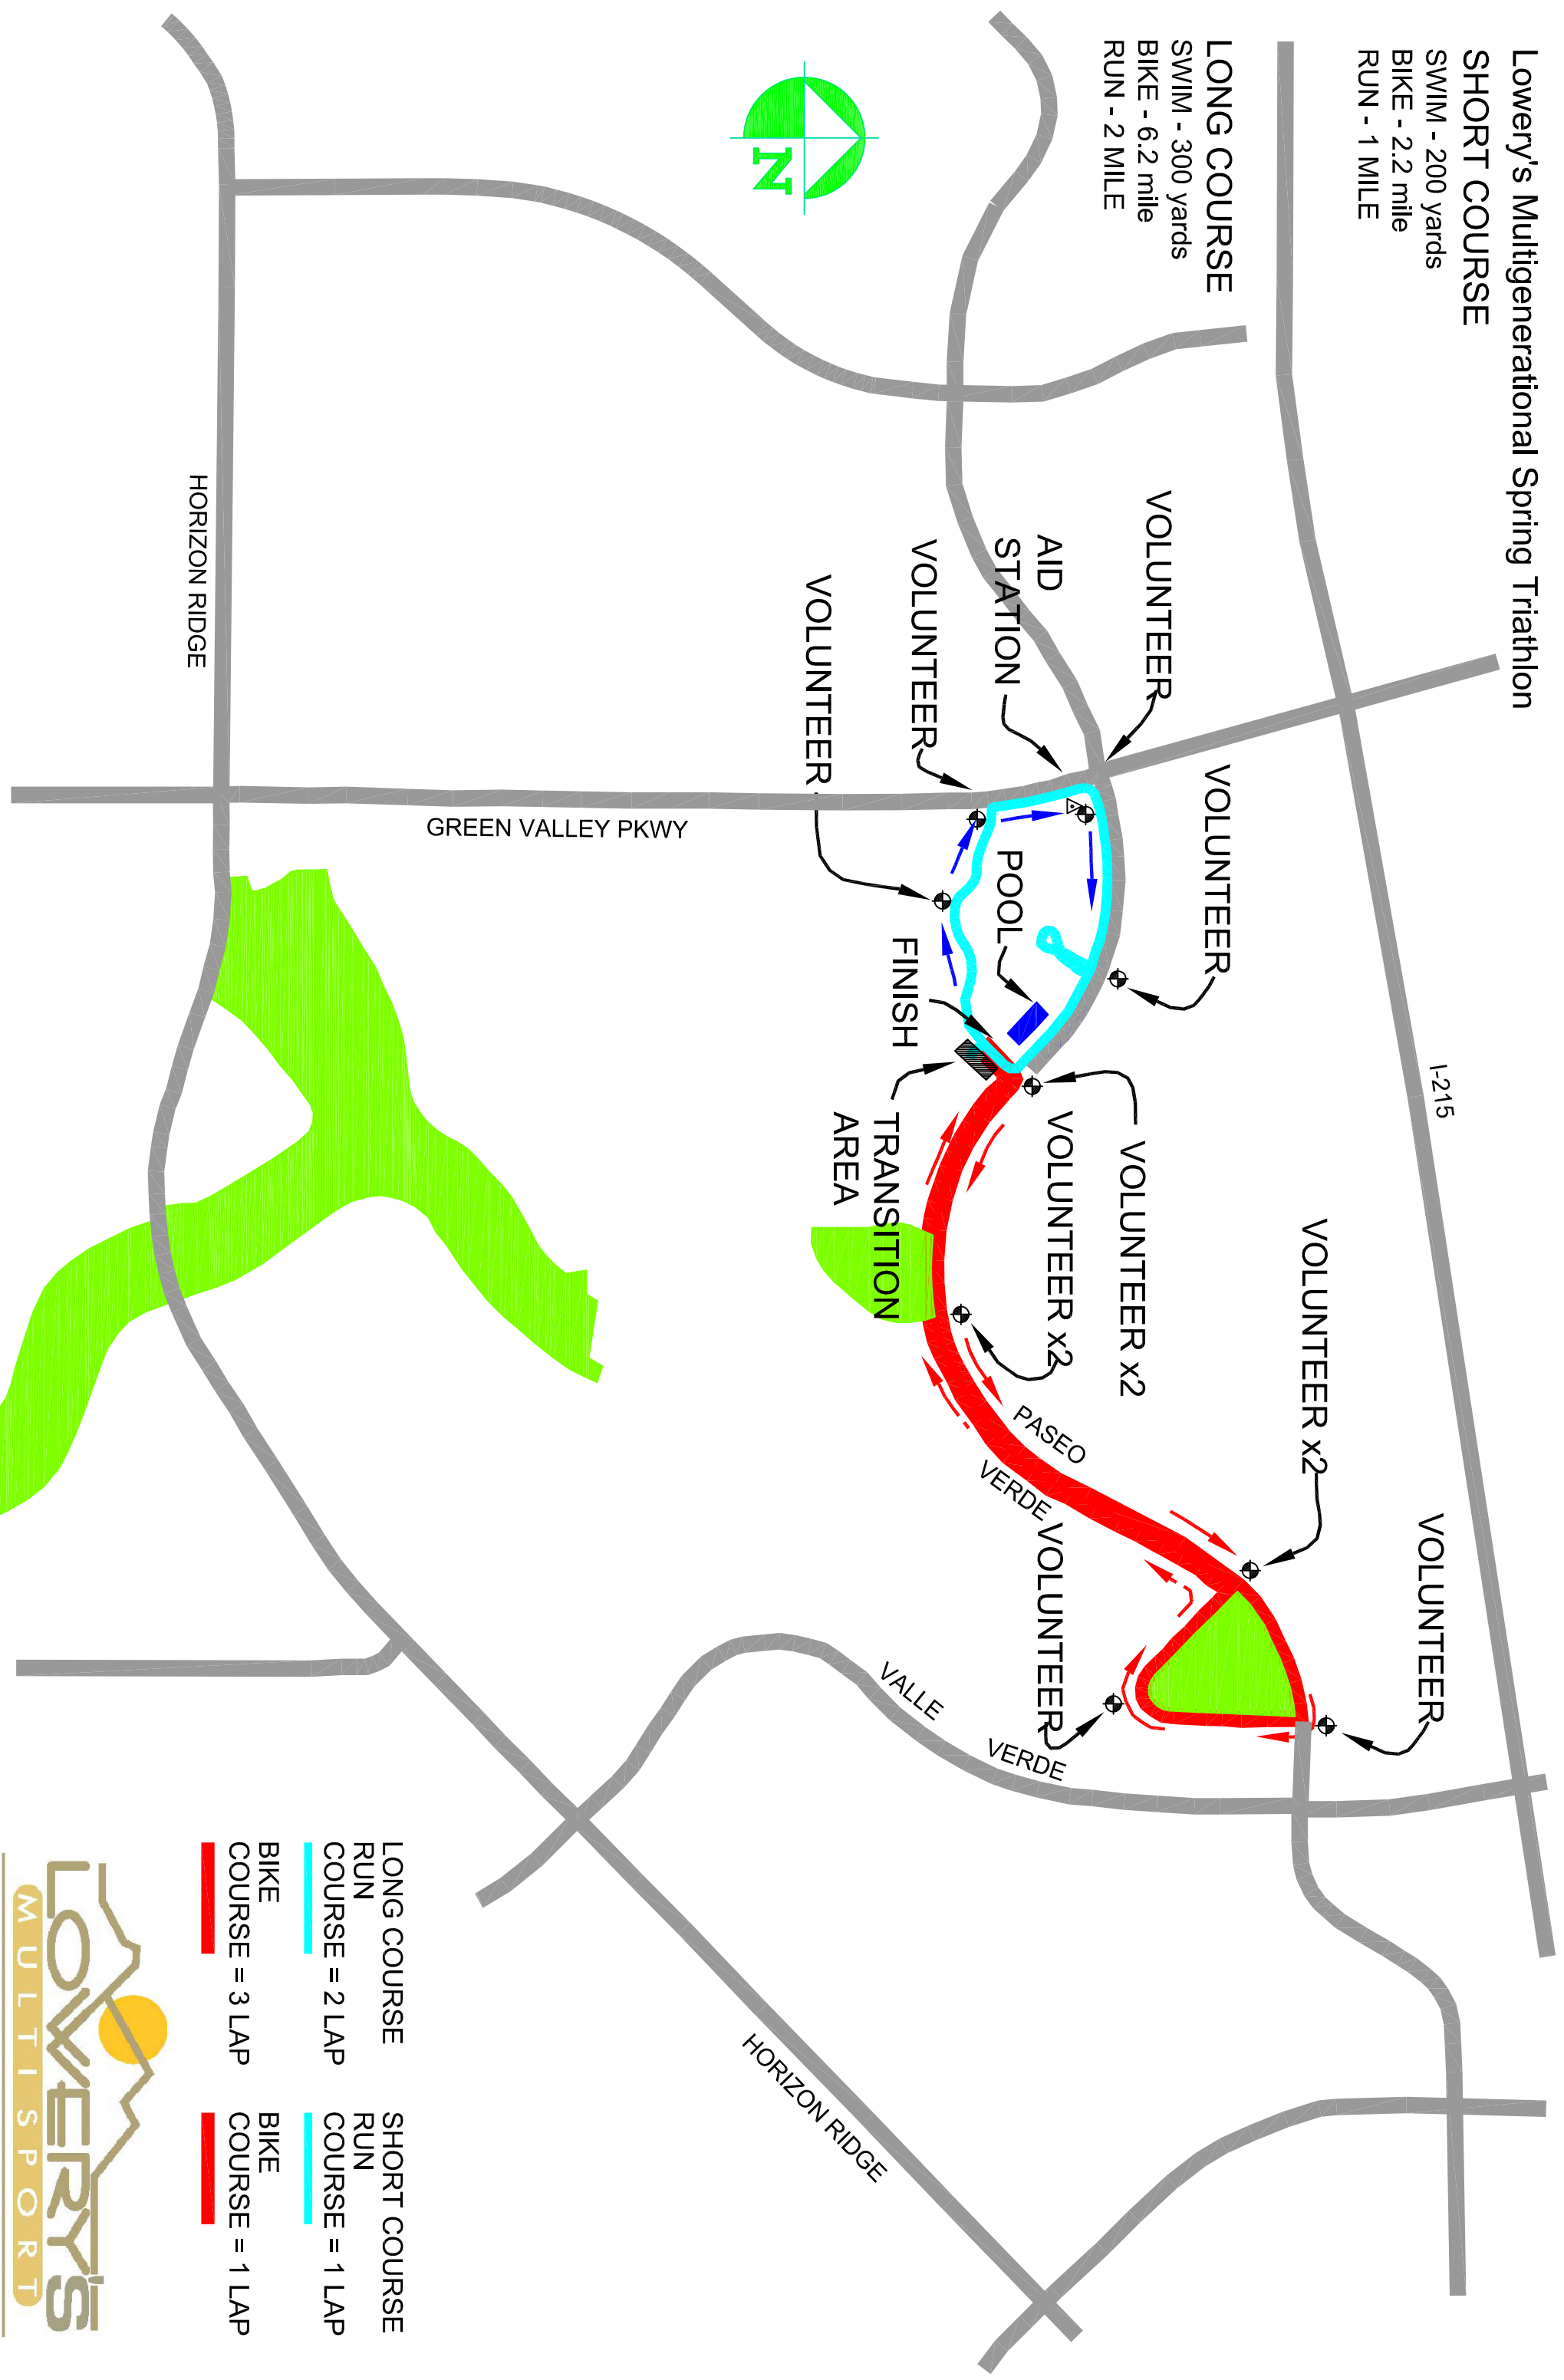 Lowery's Multigenerational Spring Triathlon
SHORT COURSE
SWIM - 200 yards
BIKE - 2.2 mile
RUN - 1 MILE
LONG COURSE
SWIM - 300 yards
BIKE - 6.2 mile
RUN - 2 MILE
N
I-215
VOLUNTEER
VOLUNTEER
AID
STATION
VOLUNTEER
VOLUNTEER
POOL
FINISH
TRANSITION
AREA
VOLUNTEER x2
VOLUNTEER x2
VOLUNTEER x2
VOLUNTEER
VOLUNTEER
PASEO
VERDE
VALLE
VERDE
GREEN VALLEY PKWY
HORIZON RIDGE
HORIZON RIDGE
LONG COURSE
RUN
COURSE = 2 LAP
BIKE
COURSE = 3 LAP
SHORT COURSE
RUN
COURSE = 1 LAP
BIKE
COURSE = 1 LAP
LOWERY'S
MULTISPORT